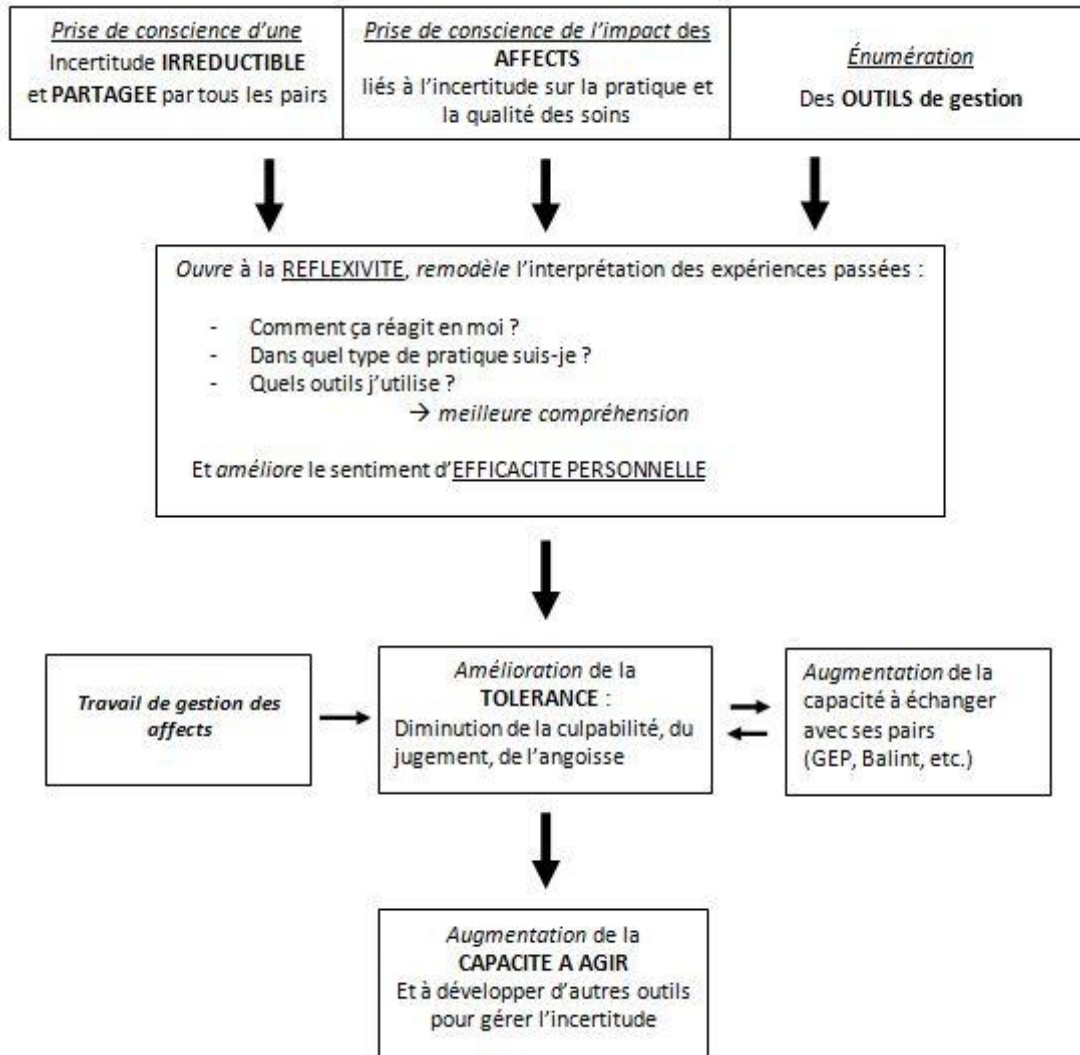 Prise de conscience d'une
Incertitude IRREDUCTIBLE
et PARTAGEE par tous les pairs
Prise de conscience de l'impact des
AFFECTS
liés à l'incertitude sur la pratique et
la qualité des soins
Énumération
Des OUTILS de gestion
Ouvre à la REFLEXIVITE, remodèle l'interprétation des expériences passées :
- Comment ça réagit en moi ?
- Dans quel type de pratique suis-je ?
- Quels outils j'utilise ?
→ meilleure compréhension
Et améliore le sentiment d'EFFICACITE PERSONNELLE
Travail de gestion des
affects
Amélioration de la
TOLERANCE :
Diminution de la culpabilité, du
jugement, de l'angoisse
Augmentation de la
capacité à échanger
avec ses pairs
(GEP, Balint, etc.)
Augmentation de la
CAPACITE A AGIR
Et à développer d'autres outils
pour gérer l'incertitude